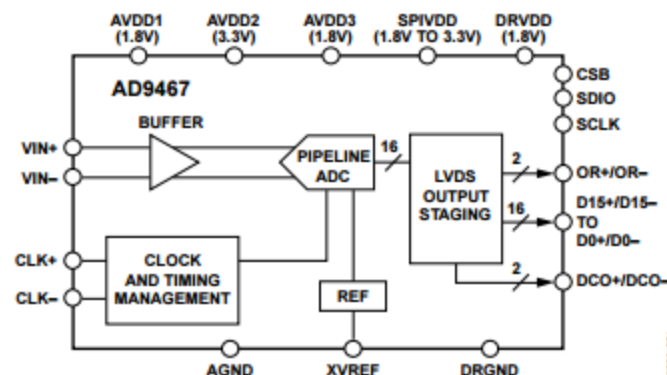 AVDD1 AVDD2 AVDD3 SPIVDD DRVDD
(1.8V) (3.3V) (1.8V) (1.8V TO 3.3V) (1.8V)
CSB
AD9467
SDIO
BUFFER
SCLK
VIN+
16
PIPELINE
ADC
LVDS
OUTPUT
STAGING
2
OR+/OR–
VIN–
D15+/D15–
16
TO
D0+/D0–
CLK+
CLOCK
AND TIMING
MANAGEMENT
2
DCO+/DCO–
CLK–
REF
AGND XVREF DRGND